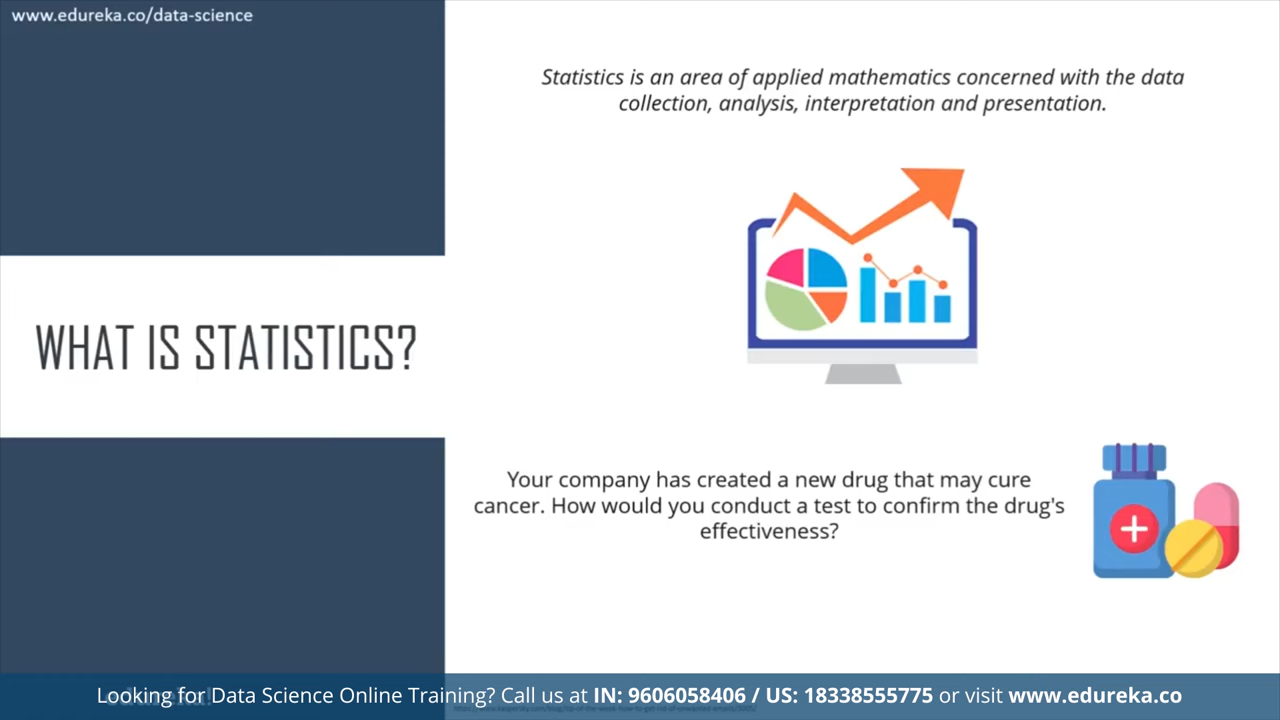 www.edureka.co/data-science
Statistics is an area of applied mathematics concerned with the data
collection, analysis, interpretation and presentation.
WHAT IS STATISTICS?
Your company has created a new drug that may cure
cancer. How would you conduct a test to confirm the drug's
effectiveness?
Looking for Data Science Online Training? Call us at IN: 9606058406 / US: 18338555775 or visit www.edureka.co